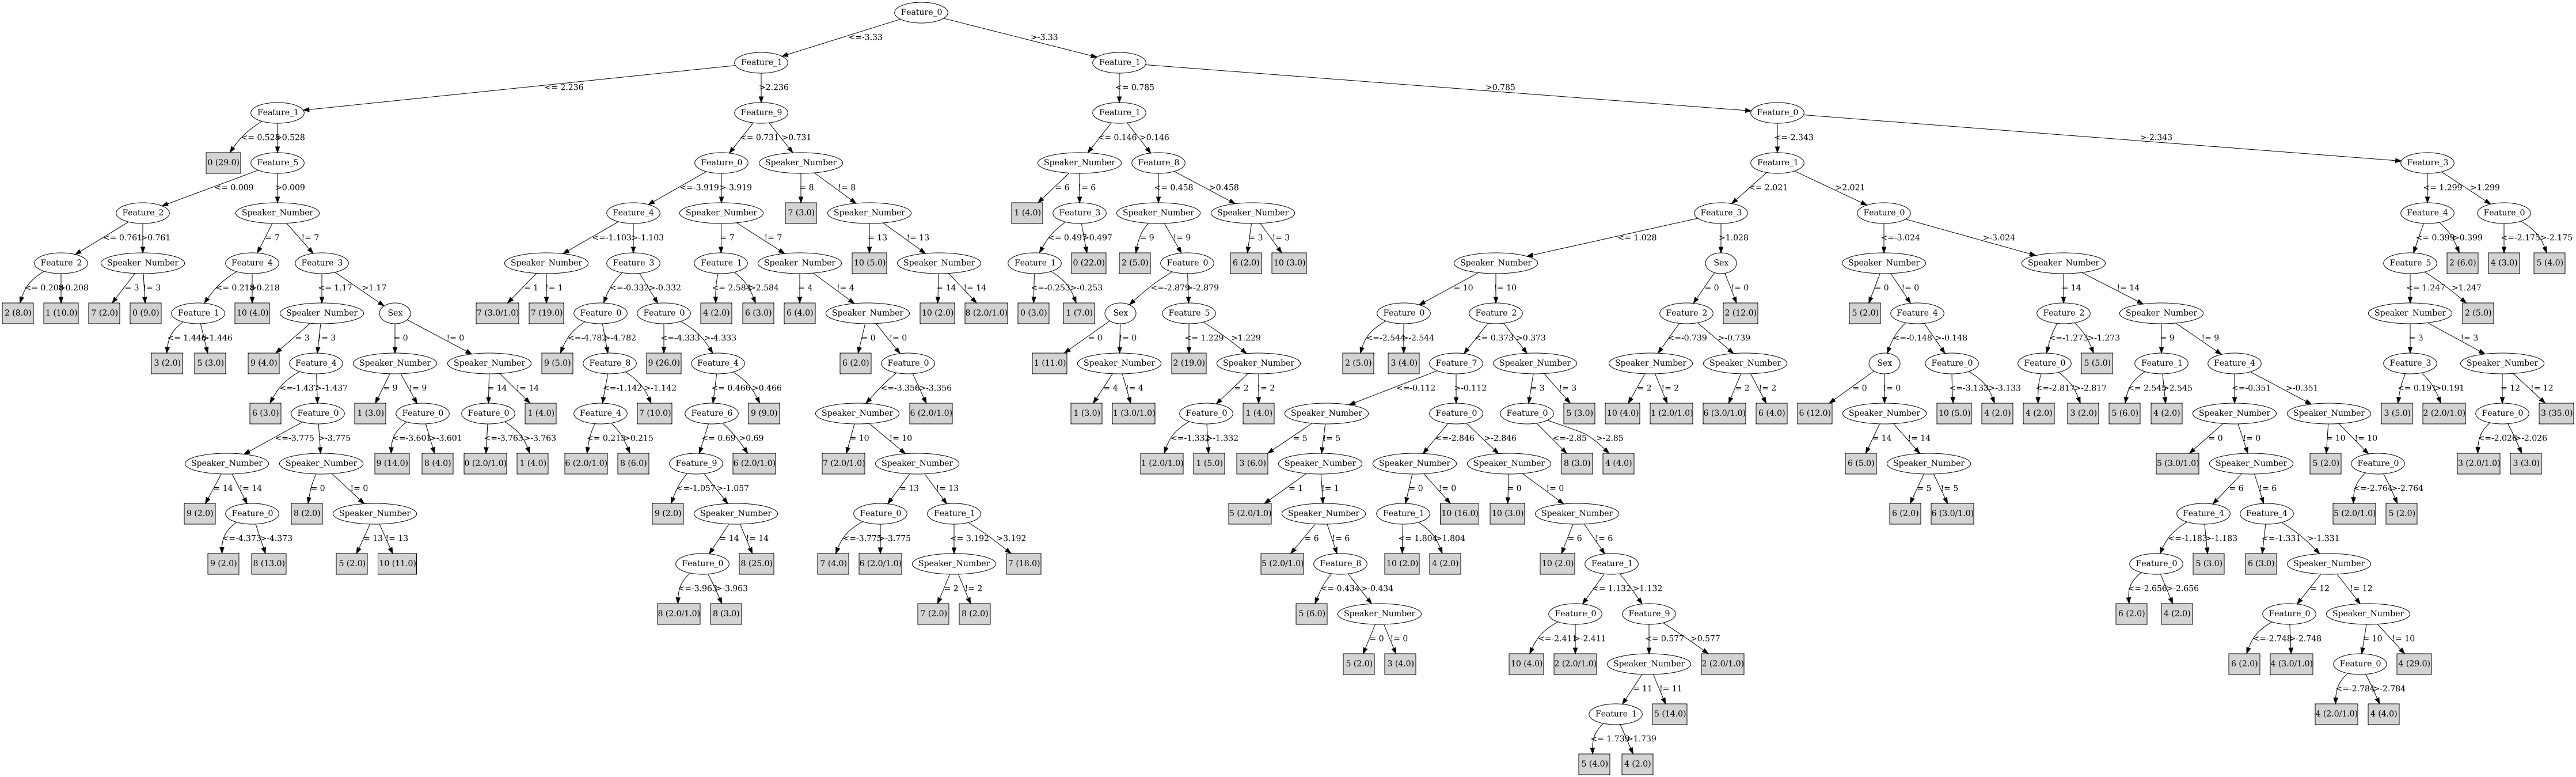 Feature_0
<=-3.33 >-3.33
Feature_1 Feature_1
<= 2.236 >2.236 <= 0.785 >0.785
Feature_1 Feature_9 Feature_1 Feature_0
<= 0.528 >0.528 <= 0.731 >0.731 <= 0.146 >0.146 <=-2.343 >-2.343
0 (29.0) Feature_5 Feature_0 Speaker_Number Speaker_Number Feature_8 Feature_1 Feature_3
<= 0.009 >0.009 <=-3.919 >-3.919 = 8 != 8 = 6 != 6 <= 0.458 >0.458 <= 2.021 >2.021 <= 1.299 >1.299
Feature_2 Speaker_Number Feature_4 Speaker_Number 7 (3.0) Speaker_Number 1 (4.0) Feature_3 Speaker_Number Speaker_Number Feature_3 Feature_0 Feature_4 Feature_0
<= 0.761 >0.761 = 7 != 7 <=-1.103 >-1.103 = 7 != 7 = 13 != 13 <= 0.497 >0.497 = 9 != 9 = 3 != 3 <= 1.028 >1.028 <=-3.024 >-3.024 <= 0.399 >0.399 <=-2.175 >-2.175
Feature_2 Speaker_Number Feature_4 Feature_3 Speaker_Number Feature_3 Feature_1 Speaker_Number 10 (5.0) Speaker_Number Feature_1 0 (22.0) 2 (5.0) Feature_0 6 (2.0) 10 (3.0) Speaker_Number Sex Speaker_Number Speaker_Number Feature_5 2 (6.0) 4 (3.0) 5 (4.0)
<= 0.208 >0.208 = 3 != 3 <= 0.218 >0.218 <= 1.17 >1.17 = 1 != 1 <=-0.332 >-0.332 <= 2.584 >2.584 = 4 != 4 = 14 != 14 <=-0.253 >-0.253 <=-2.879 >-2.879 = 10 != 10 = 0 != 0 = 0 != 0 = 14 != 14 <= 1.247 >1.247
2 (8.0) 1 (10.0) 7 (2.0) 0 (9.0) Feature_1 10 (4.0) Speaker_Number Sex 7 (3.0/1.0) 7 (19.0) Feature_0 Feature_0 4 (2.0) 6 (3.0) 6 (4.0) Speaker_Number 10 (2.0) 8 (2.0/1.0) 0 (3.0) 1 (7.0) Sex Feature_5 Feature_0 Feature_2 Feature_2 2 (12.0) 5 (2.0) Feature_4 Feature_2 Speaker_Number Speaker_Number 2 (5.0)
<= 1.446 >1.446 = 3 != 3 = 0 != 0 <=-4.782 >-4.782 <=-4.333 >-4.333 = 0 != 0 = 0 != 0 <= 1.229 >1.229 <=-2.544 >-2.544 <= 0.373 >0.373 <=-0.739 >-0.739 <=-0.148 >-0.148 <=-1.273 >-1.273 = 9 != 9 = 3 != 3
3 (2.0) 5 (3.0) 9 (4.0) Feature_4 Speaker_Number Speaker_Number 9 (5.0) Feature_8 9 (26.0) Feature_4 6 (2.0) Feature_0 1 (11.0) Speaker_Number 2 (19.0) Speaker_Number 2 (5.0) 3 (4.0) Feature_7 Speaker_Number Speaker_Number Speaker_Number Sex Feature_0 Feature_0 5 (5.0) Feature_1 Feature_4 Feature_3 Speaker_Number
<=-1.437 >-1.437 = 9 != 9 = 14 != 14 <=-1.142 >-1.142 <= 0.466 >0.466 <=-3.356 >-3.356 = 4 != 4 = 2 != 2 <=-0.112 >-0.112 = 3 != 3 = 2 != 2 = 2 != 2 = 0 != 0 <=-3.133 >-3.133 <=-2.817 >-2.817 <= 2.545 >2.545 <=-0.351 >-0.351 <= 0.191 >0.191 = 12 != 12
6 (3.0) Feature_0 1 (3.0) Feature_0 Feature_0 1 (4.0) Feature_4 7 (10.0) Feature_6 9 (9.0) Speaker_Number 6 (2.0/1.0) 1 (3.0) 1 (3.0/1.0) Feature_0 1 (4.0) Speaker_Number Feature_0 Feature_0 5 (3.0) 10 (4.0) 1 (2.0/1.0) 6 (3.0/1.0) 6 (4.0) 6 (12.0) Speaker_Number 10 (5.0) 4 (2.0) 4 (2.0) 3 (2.0) 5 (6.0) 4 (2.0) Speaker_Number Speaker_Number 3 (5.0) 2 (2.0/1.0) Feature_0 3 (35.0)
<=-3.775 >-3.775 <=-3.601 >-3.601 <=-3.763 >-3.763 <= 0.215 >0.215 <= 0.69 >0.69 = 10 != 10 <=-1.332 >-1.332 = 5 != 5 <=-2.846 >-2.846 <=-2.85 >-2.85 = 14 != 14 = 0 != 0 = 10 != 10 <=-2.026 >-2.026
Speaker_Number Speaker_Number 9 (14.0) 8 (4.0) 0 (2.0/1.0) 1 (4.0) 6 (2.0/1.0) 8 (6.0) Feature_9 6 (2.0/1.0) 7 (2.0/1.0) Speaker_Number 1 (2.0/1.0) 1 (5.0) 3 (6.0) Speaker_Number Speaker_Number Speaker_Number 8 (3.0) 4 (4.0) 6 (5.0) Speaker_Number 5 (3.0/1.0) Speaker_Number 5 (2.0) Feature_0 3 (2.0/1.0) 3 (3.0)
= 14 != 14 = 0 != 0 <=-1.057 >-1.057 = 13 != 13 = 1 != 1 = 0 != 0 = 0 != 0 = 5 != 5 = 6 != 6 <=-2.764 >-2.764
9 (2.0) Feature_0 8 (2.0) Speaker_Number 9 (2.0) Speaker_Number Feature_0 Feature_1 5 (2.0/1.0) Speaker_Number Feature_1 10 (16.0) 10 (3.0) Speaker_Number 6 (2.0) 6 (3.0/1.0) Feature_4 Feature_4 5 (2.0/1.0) 5 (2.0)
<=-4.373 >-4.373 = 13 != 13 = 14 != 14 <=-3.775 >-3.775 <= 3.192 >3.192 = 6 != 6 <= 1.804 >1.804 = 6 != 6 <=-1.183 >-1.183 <=-1.331 >-1.331
9 (2.0) 8 (13.0) 5 (2.0) 10 (11.0) Feature_0 8 (25.0) 7 (4.0) 6 (2.0/1.0) Speaker_Number 7 (18.0) 5 (2.0/1.0) Feature_8 10 (2.0) 4 (2.0) 10 (2.0) Feature_1 Feature_0 5 (3.0) 6 (3.0) Speaker_Number
<=-3.963 >-3.963 = 2 != 2 <=-0.434 >-0.434 <= 1.132 >1.132 <=-2.656 >-2.656 = 12 != 12
8 (2.0/1.0) 8 (3.0) 7 (2.0) 8 (2.0) 5 (6.0) Speaker_Number Feature_0 Feature_9 6 (2.0) 4 (2.0) Feature_0 Speaker_Number
= 0 != 0 <=-2.411 >-2.411 <= 0.577 >0.577 <=-2.748 >-2.748 = 10 != 10
5 (2.0) 3 (4.0) 10 (4.0) 2 (2.0/1.0) Speaker_Number 2 (2.0/1.0) 6 (2.0) 4 (3.0/1.0) Feature_0 4 (29.0)
= 11 != 11 <=-2.784 >-2.784
Feature_1 5 (14.0) 4 (2.0/1.0) 4 (4.0)
<= 1.739 >1.739
5 (4.0) 4 (2.0)